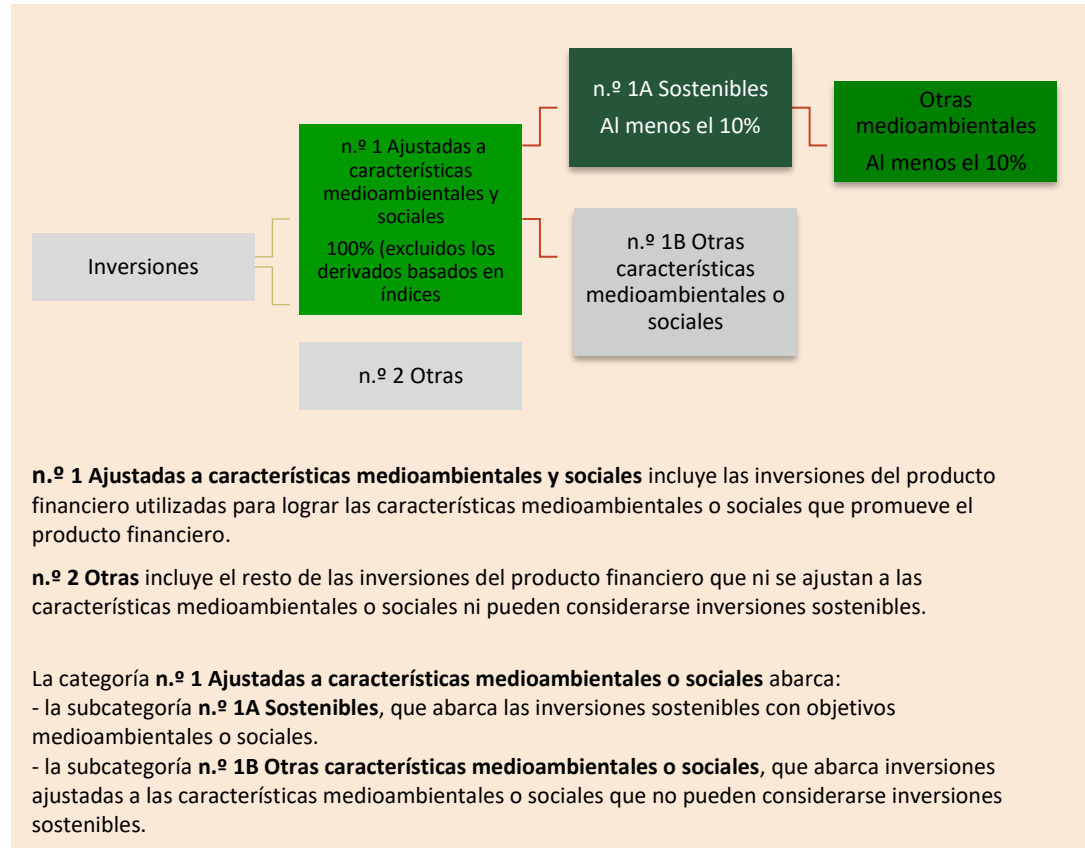 n.º 1A Sostenibles
Al menos el 10%
Otras
medioambientales
Al menos el 10%
n.º 1 Ajustadas a
características
medioambientales y
sociales
100% (excluidos los
derivados basados en
índices
Inversiones
n.º 1B Otras
características
medioambientales o
sociales
n.º 2 Otras
n.º 1 Ajustadas a características medioambientales y sociales incluye las inversiones del producto
financiero utilizadas para lograr las características medioambientales o sociales que promueve el
producto financiero.
n.º 2 Otras incluye el resto de las inversiones del producto financiero que ni se ajustan a las
características medioambientales o sociales ni pueden considerarse inversiones sostenibles.
La categoría n.º 1 Ajustadas a características medioambientales o sociales abarca:
- la subcategoría n.º 1A Sostenibles, que abarca las inversiones sostenibles con objetivos
medioambientales o sociales.
- la subcategoría n.º 1B Otras características medioambientales o sociales, que abarca inversiones
ajustadas a las características medioambientales o sociales que no pueden considerarse inversiones
sostenibles.